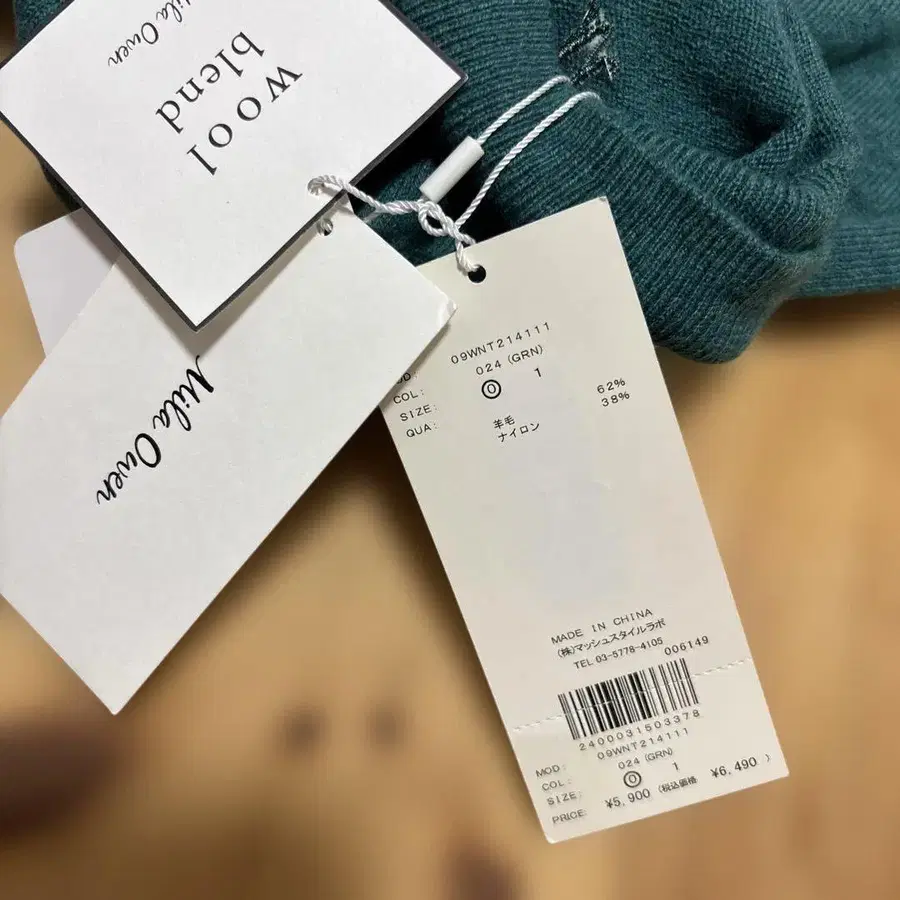 Mila Owen
wool
blend
Mila Owen
09WNT214111
COL: 024 (GRN)
SIZE: ⓪ 1
QUA: 羊毛 62%
ナイロン 38%
MADE IN CHINA
(株)マッシュスタイルラボ
TEL 03-5778-4105
006149
2400031503378
MOD: 09WNT214111
COL: 024 (GRN)
SIZE: ⓪ 1
PRICE: ¥5,900 (税込価格 ¥6,490 )